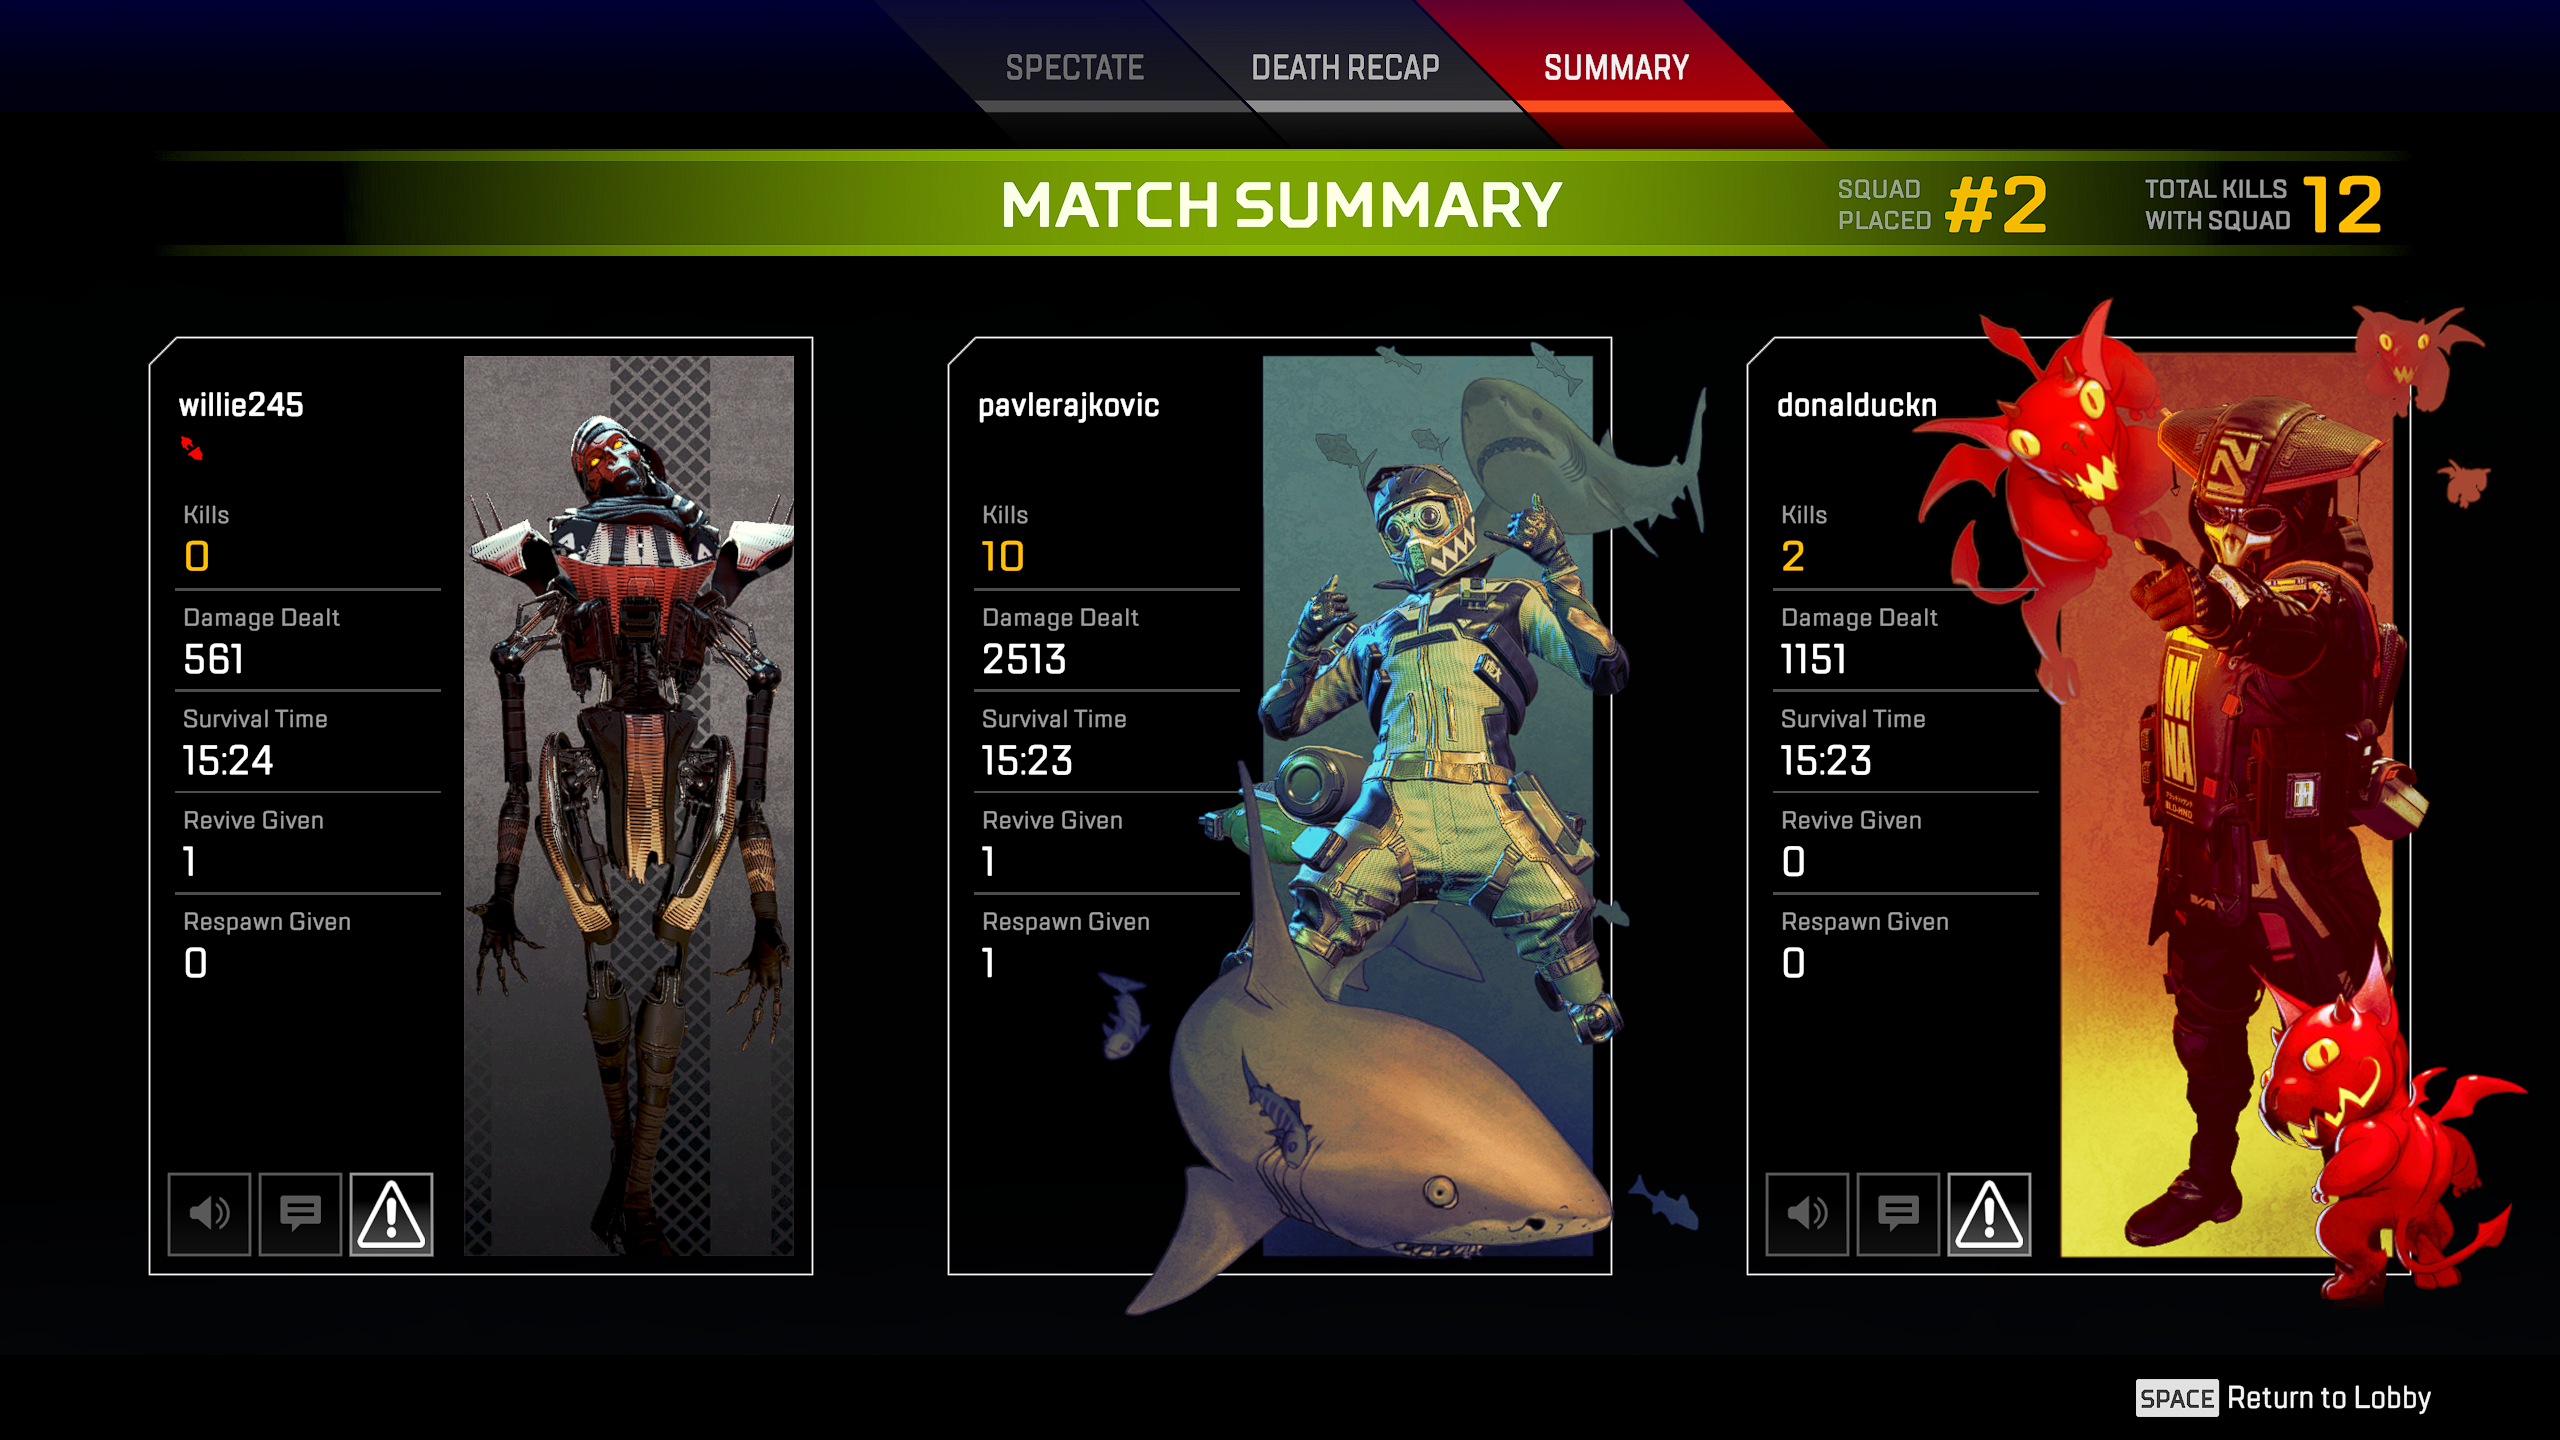 SPECTATE
DEATH RECAP
SUMMARY
MATCH SUMMARY
SQUAD
PLACED
#2
TOTAL KILLS
WITH SQUAD
12
willie245
Kills
0
Damage Dealt
561
Survival Time
15:24
Revive Given
1
Respawn Given
0
pavlerajkovic
Kills
10
Damage Dealt
2513
Survival Time
15:23
Revive Given
1
Respawn Given
1
donalduckn
Kills
2
Damage Dealt
1151
Survival Time
15:23
Revive Given
0
Respawn Given
0
SPACE Return to Lobby